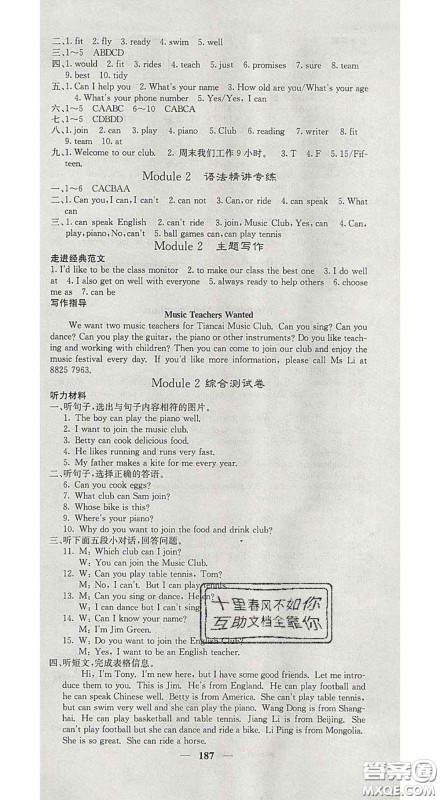 二、1. fit  2. fly  3. ready  4. swim  5. well
三、1～5  ABDCD
四、1. would  2. fit  3. rides  4. teach  5. just  6. promises  7. sure  8. team
9. best  10. tidy
五、1. Can I help you  2. What's your name  3. How old are you/What's your age
4. What's your phone number  5. Yes/Yes, I can
六、1～5  CAABC  6～10  CABCA
七、1～5  CDBDD
八、1. join  2. can  3. play  4. piano  5. Club  6. reading  7. writer  8. fit
9. team  10. at
九、1. Welcome to our club.  2. 周末我们工作 9 小时。  3. T  4. F  5. 15/Fif-
teen.
Module 2  语法精讲专练
一、1～6  CACBAA
二、1. Can you,I can,I can't  2. can not  3. Can, or  4. can ride  5. Can,
play,piano,No,can't  6. can speak
三、1. can speak English  2. can't ride  3. join,Music Club,Yes, can  4. Can,
play,piano,No,can't  5. ball games can,can play tennis
Module 2  主题写作
走进经典范文
1. I'd like to be the class monitor  2. to make our class the best one  3. I do well
at  4. I also get on well with everyone  5. always ready to help others  6. promise
me as  7. can be
写作指导
Music Teachers Wanted
We want two music teachers for Tiancai Music Club. Can you sing? Can you
dance? Can you play the guitar, the piano or other instruments? Do you like teach-
ing and working with children? Then come and join our club and enjoy the
music festival every day. If you'd like more information, please call Ms Li at
8825 7963.
Module 2 综合测试卷
听力材料
一、听句子，选出与句子内容相符的图片。
1. The boy can play the piano well.
2. I want to join the music club.
3. Betty can cook delicious food.
4. He likes running and runs very fast.
5. My father makes a kite for me every year.
二、听句子，选择正确的答语。
6. Can you cook eggs?
7. What club can Sam join?
8. Whose bike is this?
9. Where's your piano?
10. Why do you want to join the food and drink club?
三、听下面五段小对话，回答问题。
11. M: Which club can I join?
W: You can join the Music Club.
12. W: Can you play table tennis, Tom?
M: No, I can't. But I can play tennis.
13. M: Can you sing or dance, He
W: I can dance but I can't sing.
14. W: Can I know your name?
M: I'm Jim Green.
15. M: Can I
W: Yes. I want to be an English teacher.
十里春风不如你
互助文档全靠你
四、听短文，完成表格信息。
Hi, I'm Tony. I'm new here, but I have some good friends. Let me intro-
duce them to you. This is Jim. He's from England. He can play football and
he can speak Chinese well. Betty is from America. She can't play table tennis,
but can swim very well and she can play the piano. Wang Dong is from Shang-
hai. He can play basketball and table tennis. Jiang Li is from Beijing. She
can't play football but she can dance and ride a bike. Li Ping is from Mongolia.
She is so great. She can ride a horse.
187
答案圈
MXQE.COM